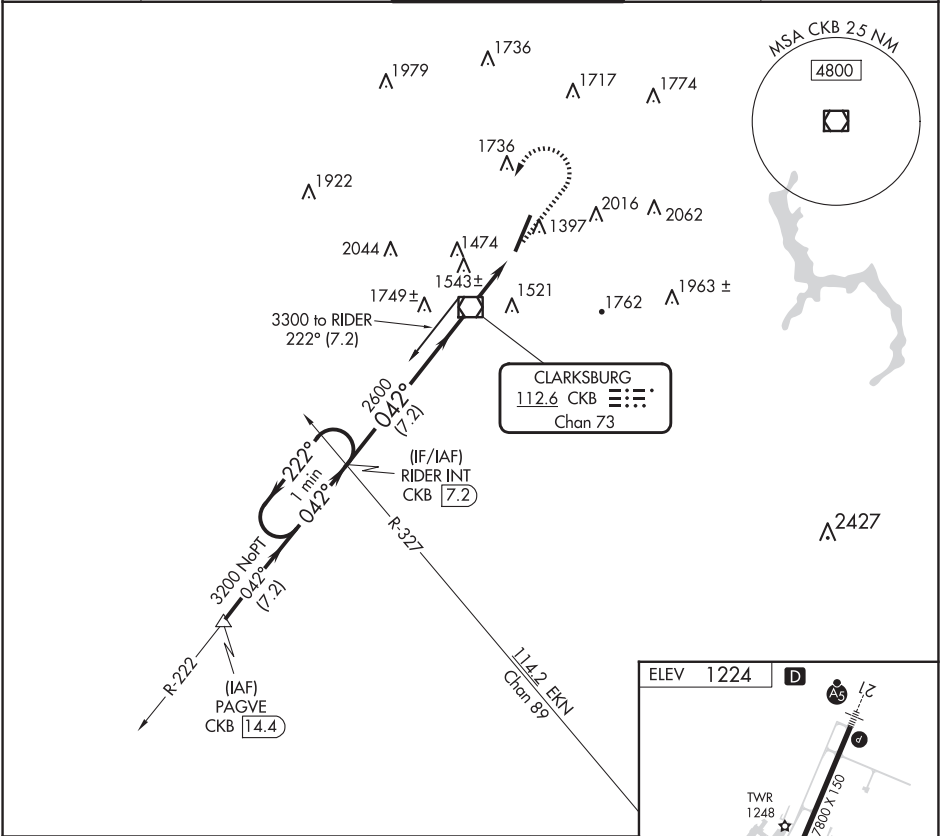 MSA CKB 25 NM
4800
1736
1979
1717
1774
1736
1922
2016
2062
1397
2044
1474
1543 ±
1749 ±
1521
1762
1963 ±
3300 to RIDER
222° (7.2)
CLARKSBURG
112.6 CKB
Chan 73
2600
042°
(7.2)
(IF/IAF)
RIDER INT
CKB 7.2
222°
1 min
042°
R-327
2427
3200 NoPT
042°
(7.2)
R-222
(IAF)
PAGVE
CKB 14.4
114.2 EKN
Chan 89
ELEV 1224 D
A5
21
P
TWR
1248
7800 X 150